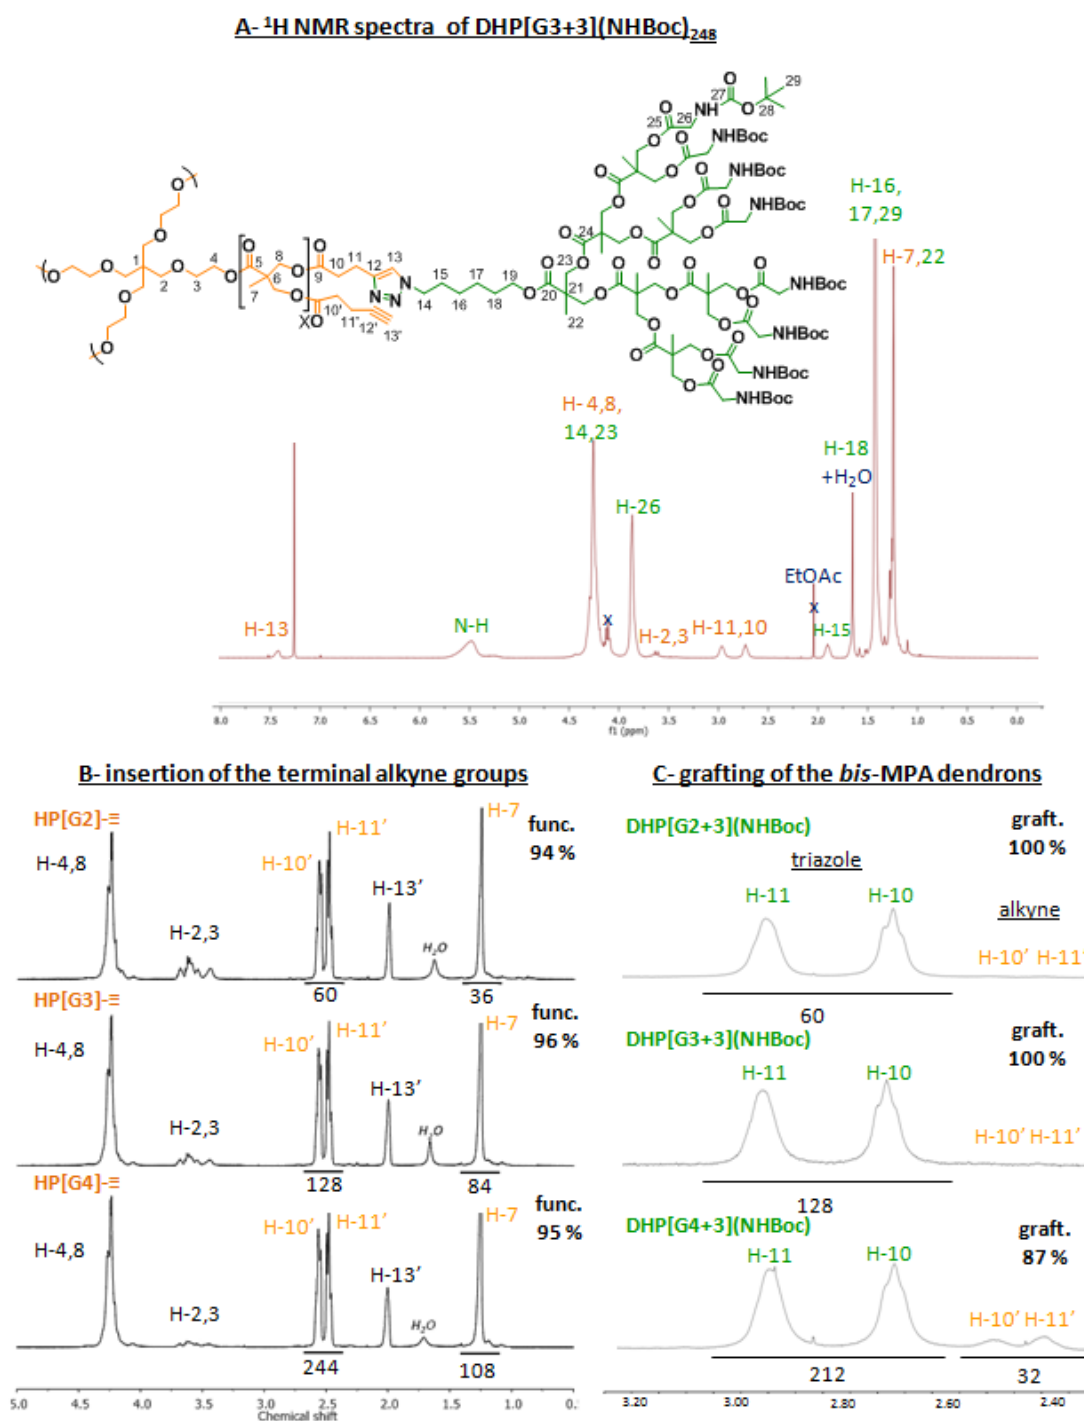 A- ¹H NMR spectra of DHP[G3+3](NHBoc)₂₄₈
29
27
28
26
25
NH
O
NHBoc
NHBoc
NHBoc
NHBoc
NHBoc
NHBoc
NHBoc
NHBoc
24
23
1
2
3
4
5
6
7
8
9
10
11
12
13
10'
11'
12'
13'
X
N
14
15
16
17
18
19
20
21
22
H-16,
17,29
H-7,22
H- 4,8,
14,23
H-18
+H₂O
H-26
EtOAc
x
x
H-13
N-H
H-2,3
H-11,10
H-15
8.0 7.5 7.0 6.5 6.0 5.5 5.0 4.5 4.0 3.5 3.0 2.5 2.0 1.5 1.0 0.5 0.0
f1 (ppm)
B- insertion of the terminal alkyne groups
HP[G2]-≡
H-4,8
H-2,3
H-10'
H-11'
H-13'
H₂O
H-7
func.
94 %
60
36
HP[G3]-≡
H-4,8
H-2,3
H-10'
H-11'
H-13'
H₂O
H-7
func.
96 %
128
84
HP[G4]-≡
H-4,8
H-2,3
H-10'
H-11'
H-13'
H₂O
H-7
func.
95 %
244
108
5.0 4.5 4.0 3.5 3.0 2.5 2.0 1.5 1.0 0.
Chemical shift
C- grafting of the bis-MPA dendrons
DHP[G2+3](NHBoc)
graft.
100 %
triazole
H-11
H-10
alkyne
H-10' H-11'
60
DHP[G3+3](NHBoc)
graft.
100 %
H-11
H-10
H-10' H-11'
128
DHP[G4+3](NHBoc)
graft.
87 %
H-11
H-10
H-10' H-11'
212
32
3.20 3.00 2.80 2.60 2.40